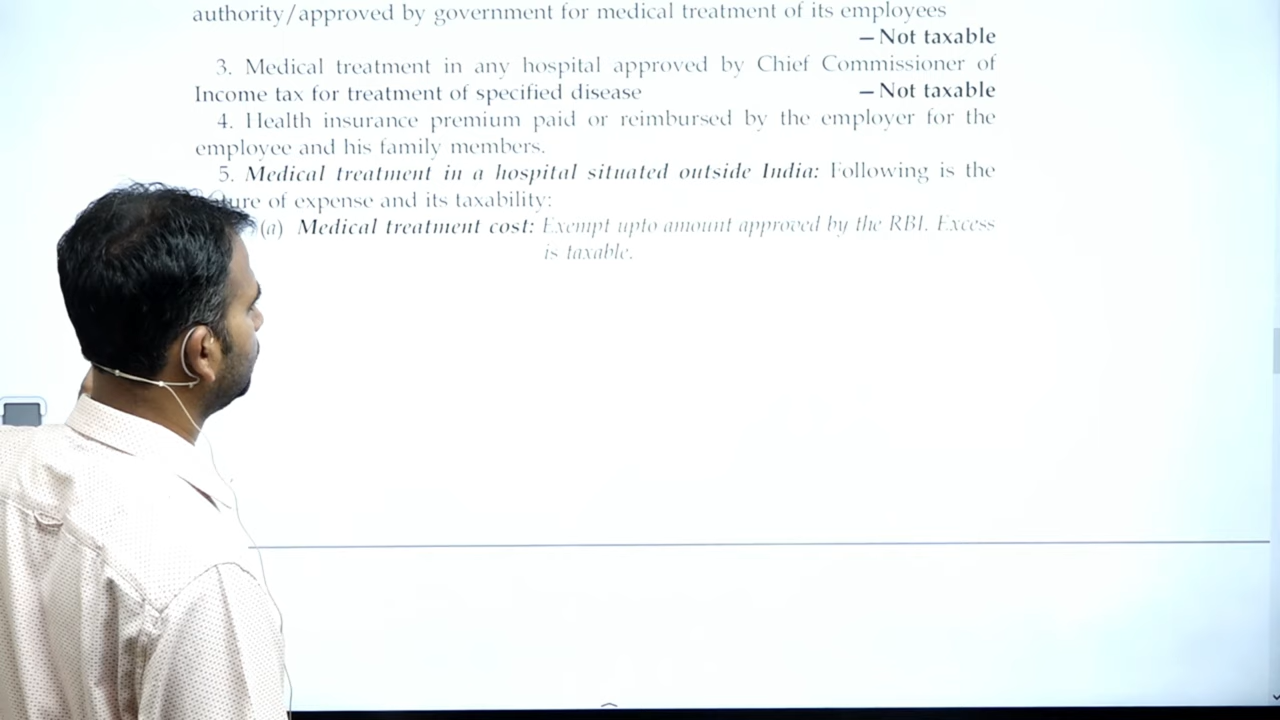 authority/approved by government for medical treatment of its employees
– Not taxable
3. Medical treatment in any hospital approved by Chief Commissioner of
Income tax for treatment of specified disease – Not taxable
4. Health insurance premium paid or reimbursed by the employer for the
employee and his family members.
5. Medical treatment in a hospital situated outside India: Following is the
of expense and its taxability:
(a) Medical treatment cost: Exempt upto amount approved by the RBI. Excess
is taxable.